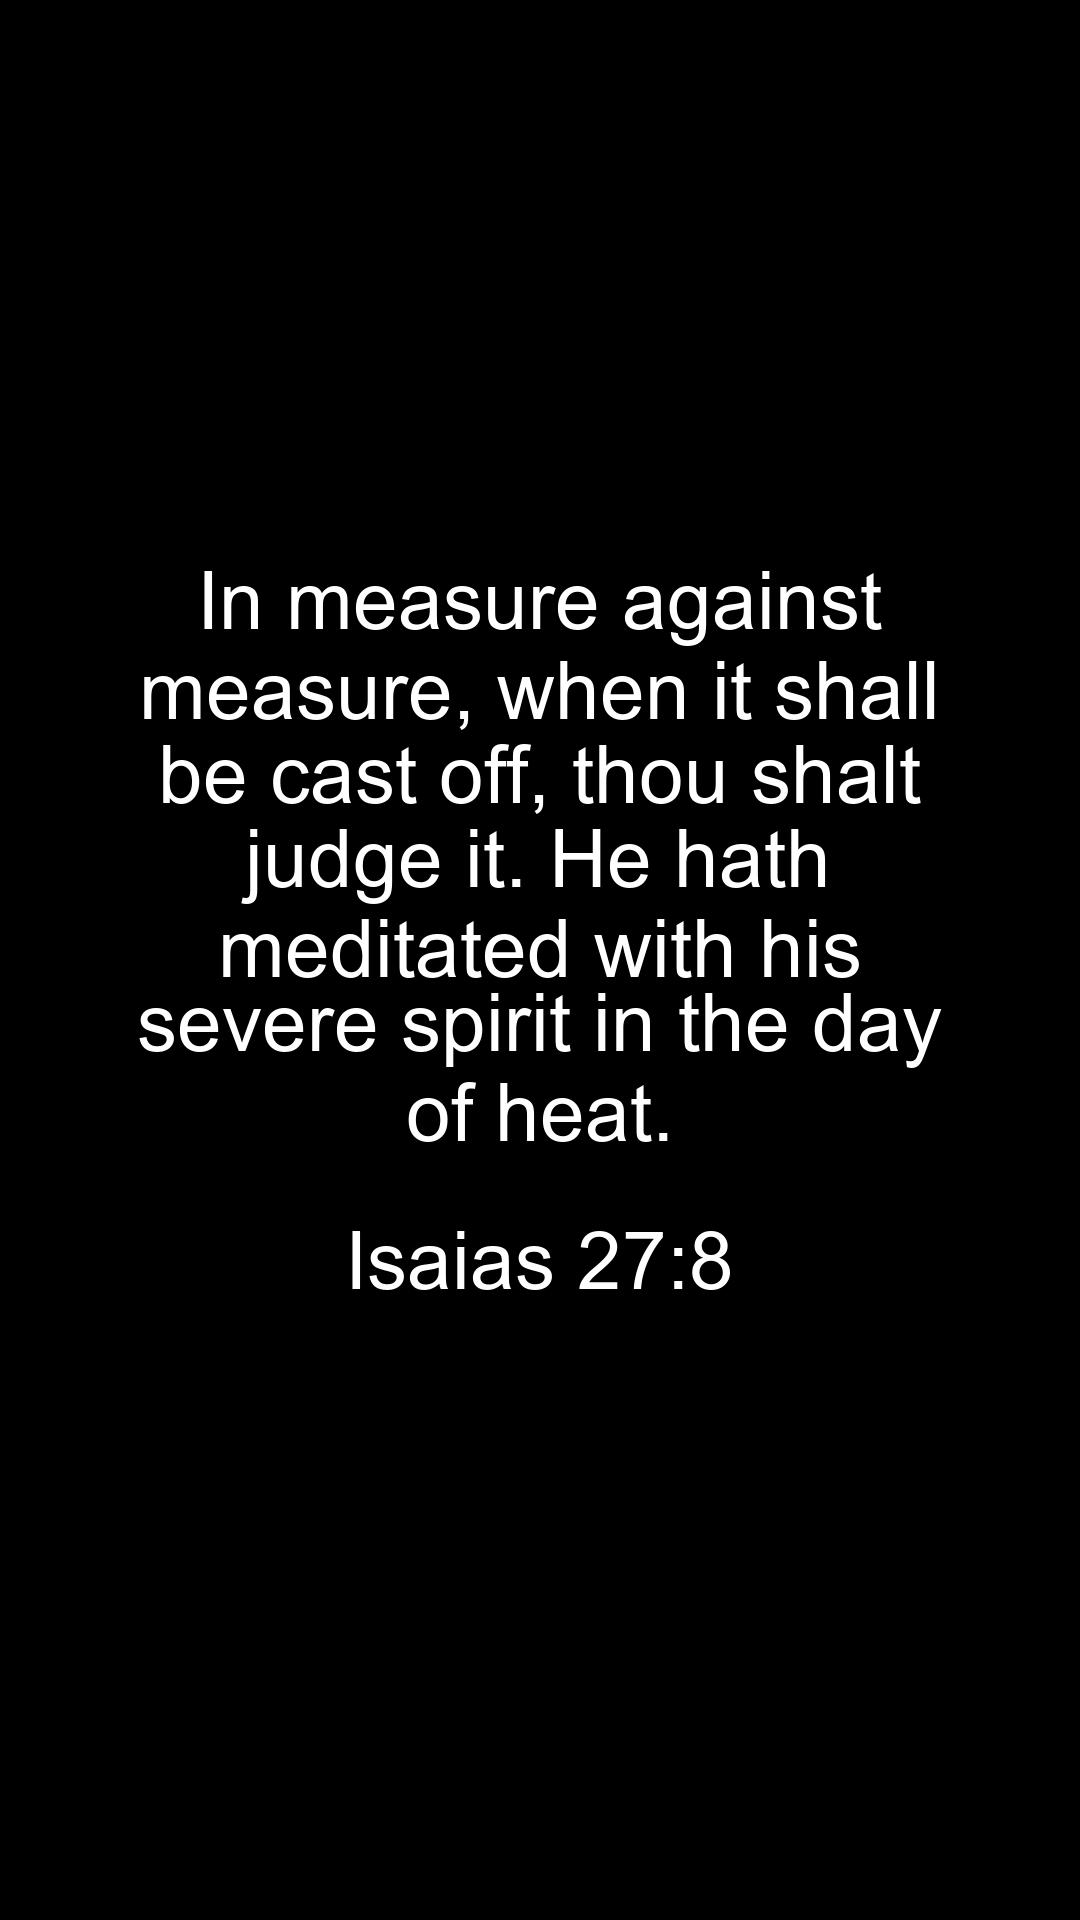 In measure against
measure, when it shall
be cast off, thou shalt
judge it. He hath
meditated with his
severe spirit in the day
of heat.
Isaias 27:8